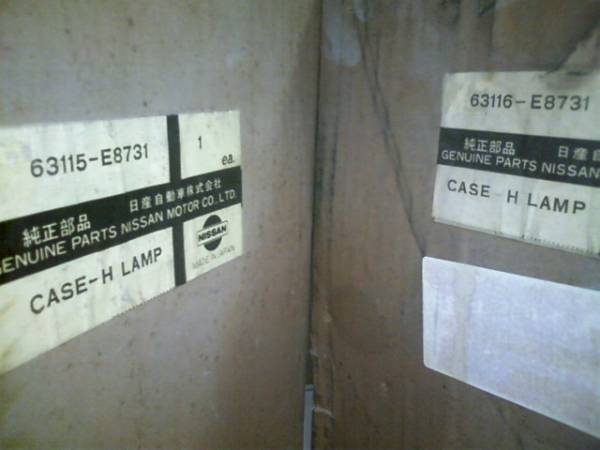 63115-E8731
1
ea.
純正部品 日産自動車株式会社
GENUINE PARTS NISSAN MOTOR CO., LTD.
CASE-H LAMP
NISSAN
MADE IN JAPAN
63116-E8731
純正部品 日産自
GENUINE PARTS NISSAN
CASE H LAMP